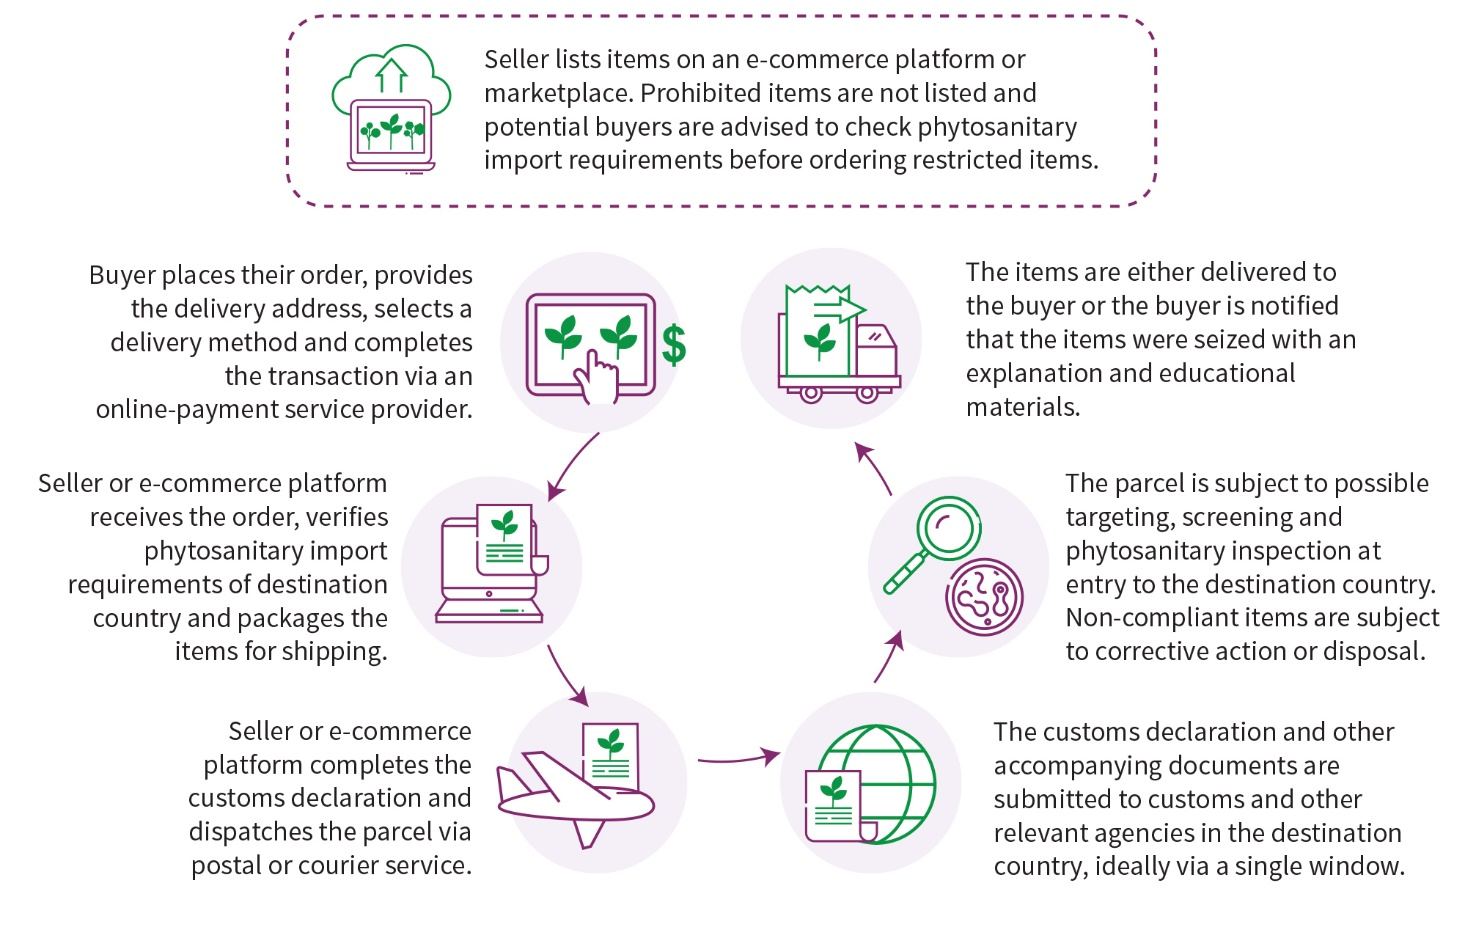 Seller lists items on an e-commerce platform or
marketplace. Prohibited items are not listed and
potential buyers are advised to check phytosanitary
import requirements before ordering restricted items.
Buyer places their order, provides
the delivery address, selects a
delivery method and completes
the transaction via an
online-payment service provider.
$
Seller or e-commerce platform
receives the order, verifies
phytosanitary import
requirements of destination
country and packages the
items for shipping.
Seller or e-commerce
platform completes the
customs declaration and
dispatches the parcel via
postal or courier service.
The customs declaration and other
accompanying documents are
submitted to customs and other
relevant agencies in the destination
country, ideally via a single window.
The parcel is subject to possible
targeting, screening and
phytosanitary inspection at
entry to the destination country.
Non-compliant items are subject
to corrective action or disposal.
The items are either delivered to
the buyer or the buyer is notified
that the items were seized with an
explanation and educational
materials.